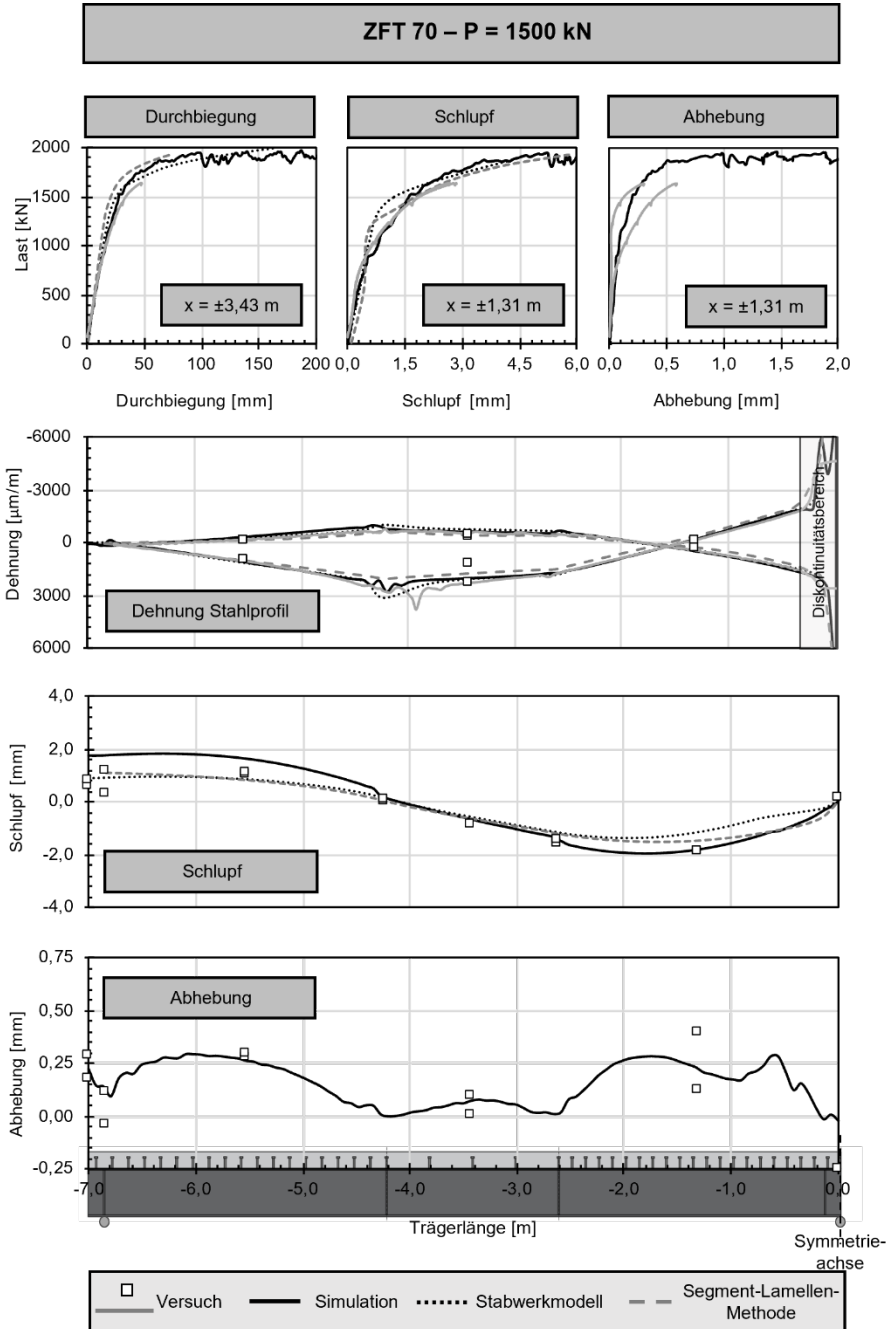 ZFT 70 – P = 1500 kN
Durchbiegung
Schlupf
Abhebung
Last [kN]
2000
1500
1000
500
0
x = ±3,43 m
x = ±1,31 m
x = ±1,31 m
0 50 100 150 200
0,0 1,5 3,0 4,5 6,0
0,0 0,5 1,0 1,5 2,0
Durchbiegung [mm]
Schlupf [mm]
Abhebung [mm]
Dehnung [µm/m]
-6000
-3000
0
3000
6000
Dehnung Stahlprofil
Diskontinuitätsbereich
Schlupf [mm]
4,0
2,0
0,0
-2,0
-4,0
Schlupf
Abhebung [mm]
0,75
0,50
0,25
0,00
-0,25
Abhebung
-7,0 -6,0 -5,0 -4,0 -3,0 -2,0 -1,0 0,0
Trägerlänge [m]
Symmetrie-
achse
Versuch
Simulation
Stabwerkmodell
Segment-Lamellen-
Methode